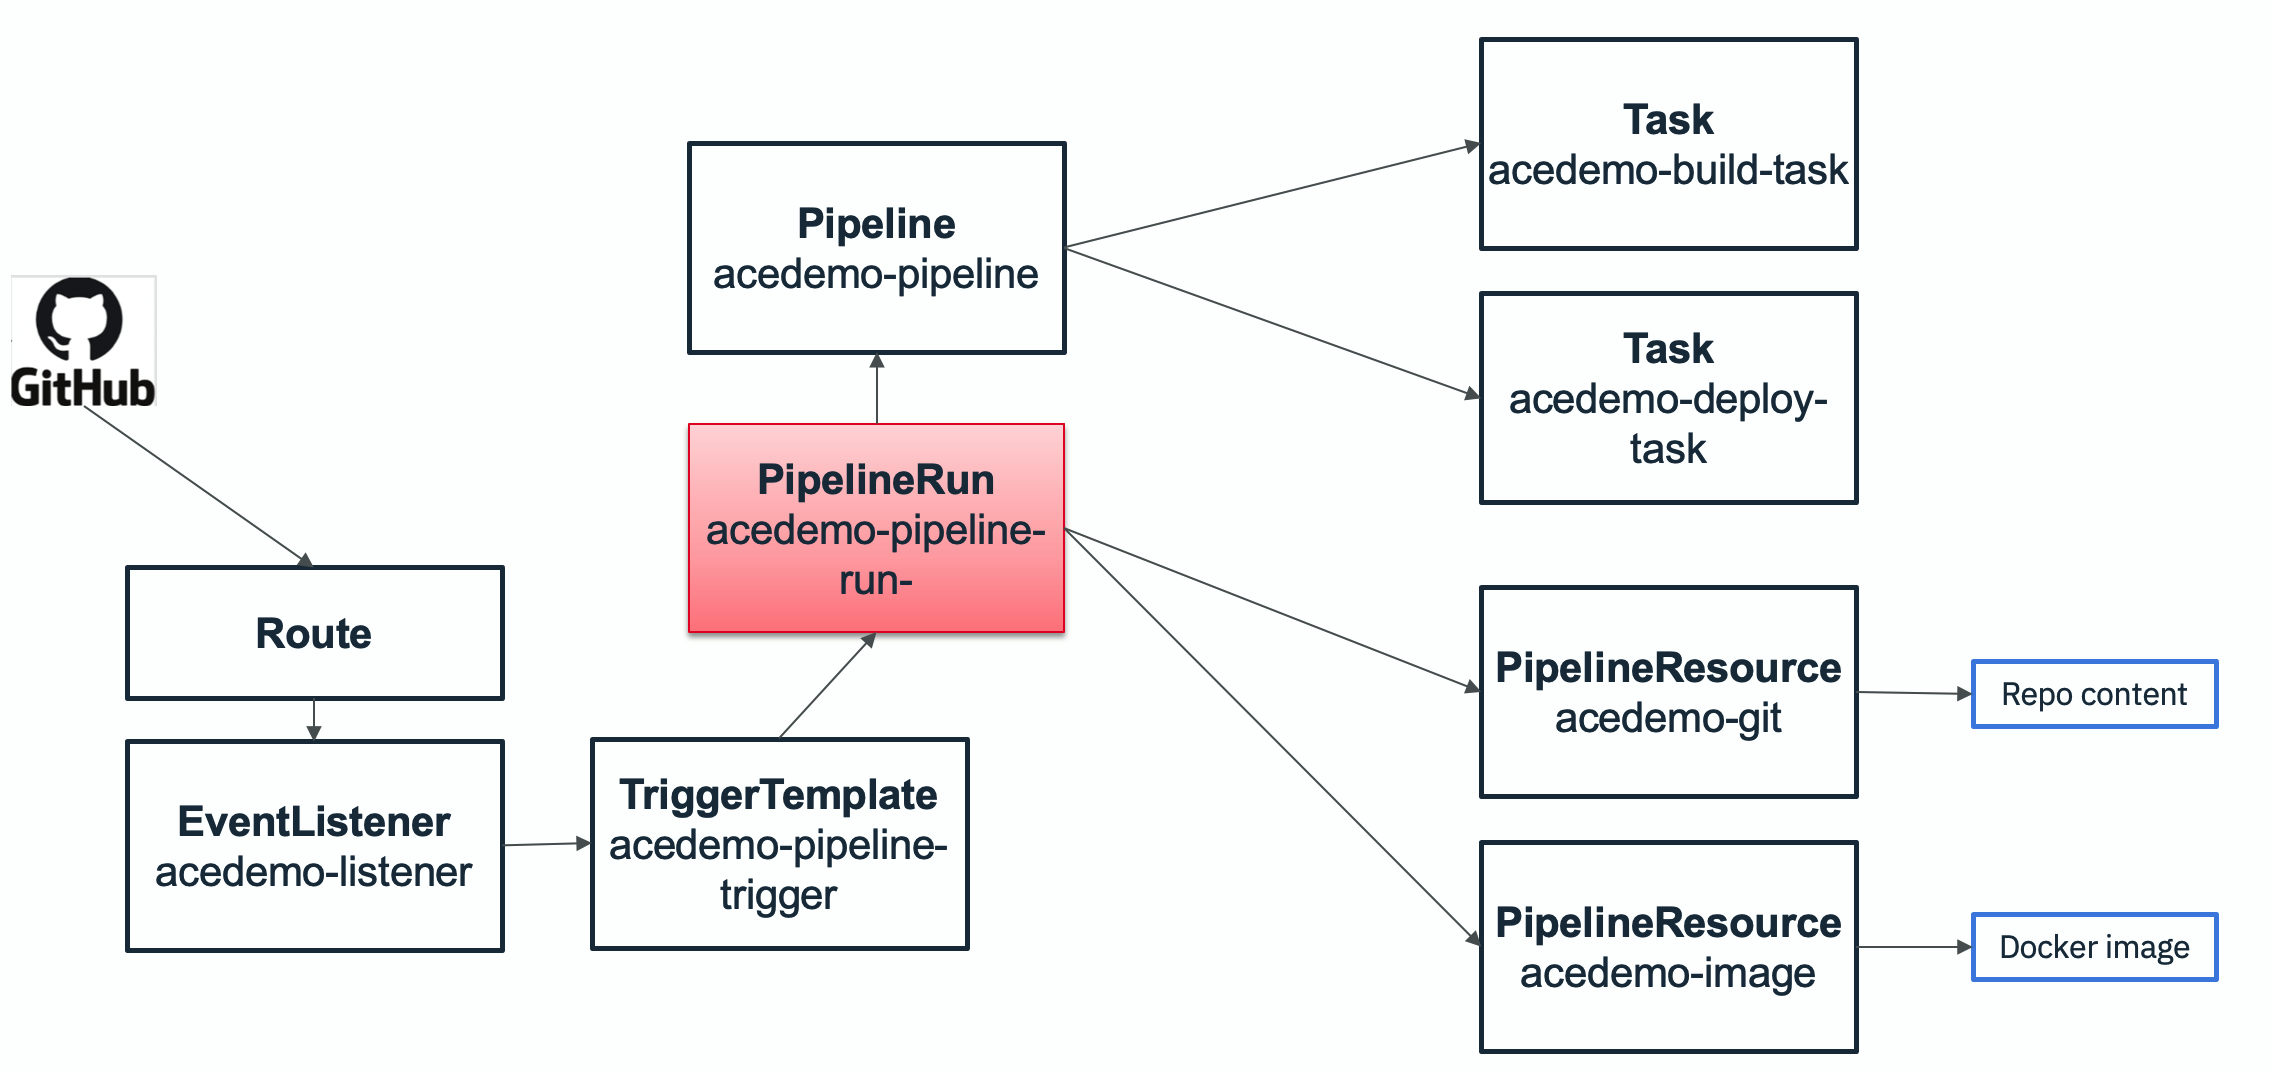 GitHub
Route
EventListener
acedemo-listener
TriggerTemplate
acedemo-pipeline-
trigger
PipelineRun
acedemo-pipeline-
run-
Pipeline
acedemo-pipeline
Task
acedemo-build-task
Task
acedemo-deploy-
task
PipelineResource
acedemo-git
Repo content
PipelineResource
acedemo-image
Docker image